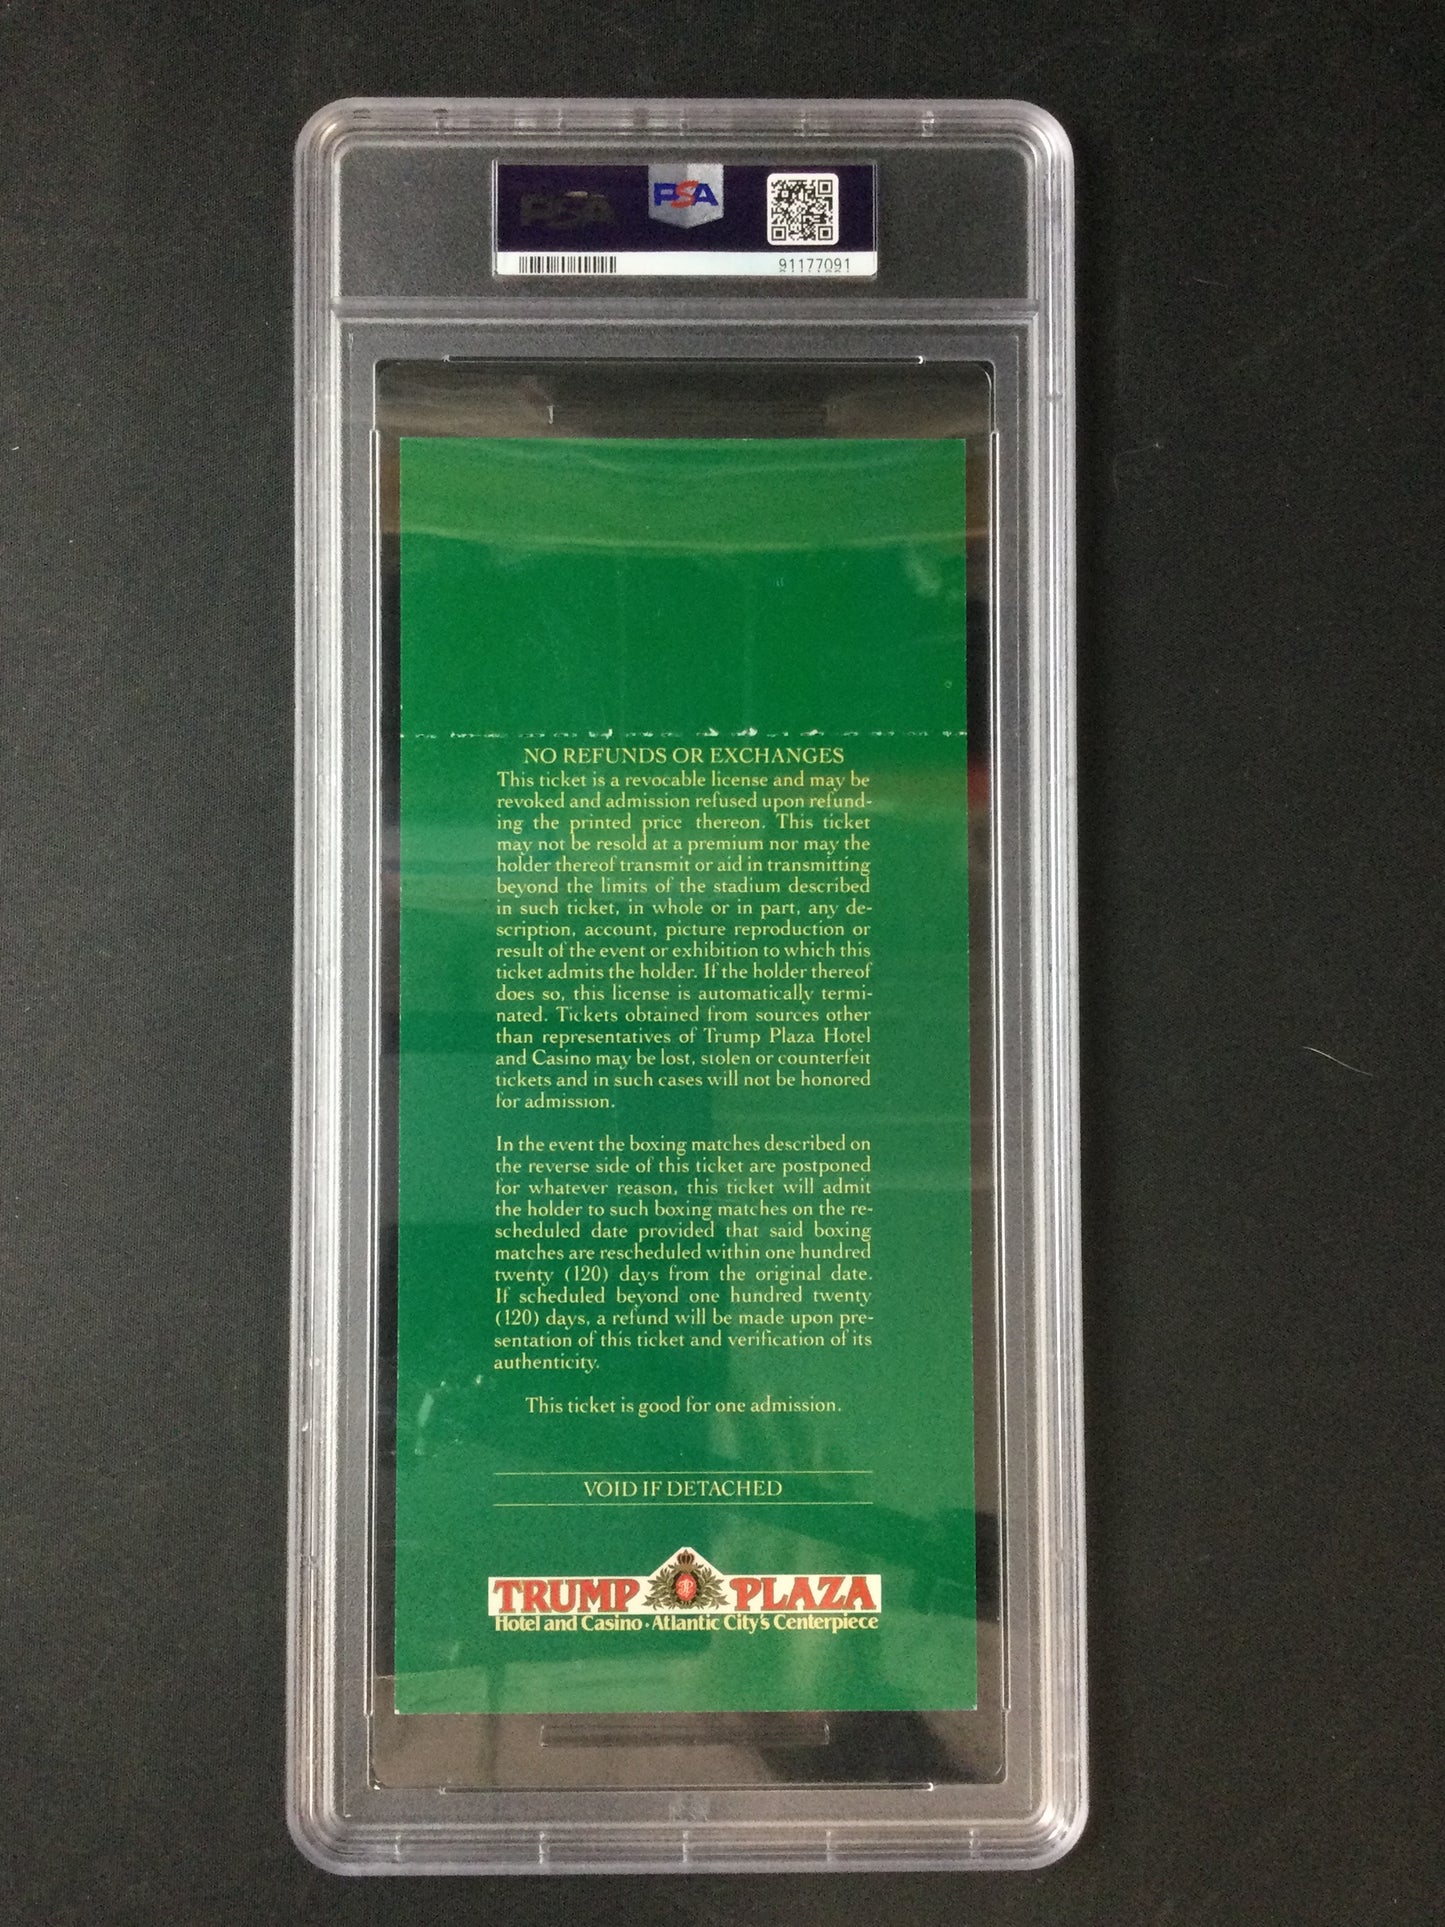 PSA
PSA
91177091
NO REFUNDS OR EXCHANGES
This ticket is a revocable license and may be
revoked and admission refused upon refund-
ing the printed price thereon. This ticket
may not be resold at a premium nor may the
holder thereof transmit or aid in transmitting
beyond the limits of the stadium described
in such ticket, in whole or in part, any de-
scription, account, picture reproduction or
result of the event or exhibition to which this
ticket admits the holder. If the holder thereof
does so, this license is automatically termi-
nated. Tickets obtained from sources other
than representatives of Trump Plaza Hotel
and Casino may be lost, stolen or counterfeit
tickets and in such cases will not be honored
for admission.
In the event the boxing matches described on
the reverse side of this ticket are postponed
for whatever reason, this ticket will admit
the holder to such boxing matches on the re-
scheduled date provided that said boxing
matches are rescheduled within one hundred
twenty (120) days from the original date.
If scheduled beyond one hundred twenty
(120) days, a refund will be made upon pre-
sentation of this ticket and verification of its
authenticity.
This ticket is good for one admission.
VOID IF DETACHED
TRUMP PLAZA
Hotel and Casino • Atlantic City's Centerpiece